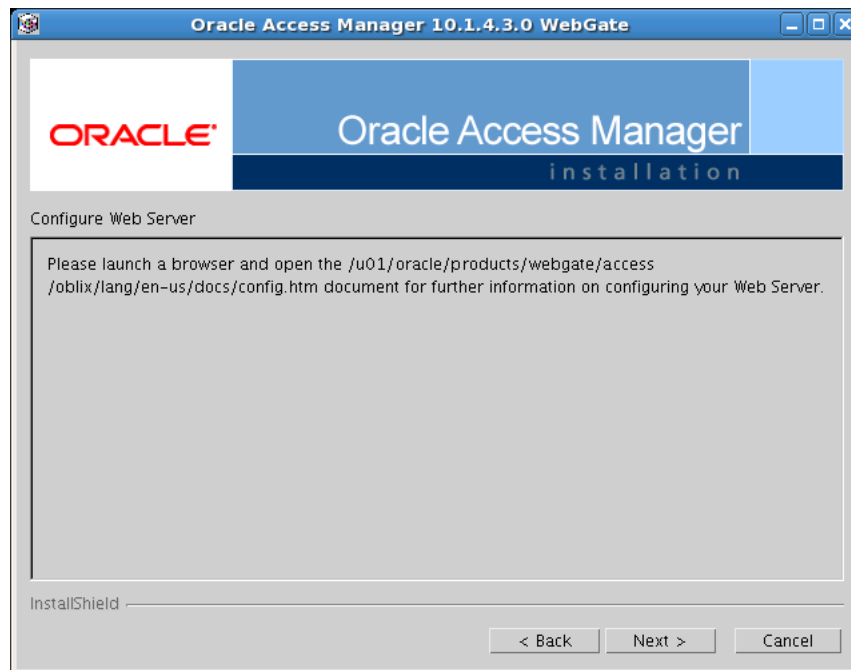 Oracle Access Manager 10.1.4.3.0 WebGate
ORACLE
Oracle Access Manager
installation
Configure Web Server
Please launch a browser and open the /u01/oracle/products/webgate/access
/oblix/lang/en-us/docs/config.htm document for further information on configuring your Web Server.
InstallShield
< Back
Next >
Cancel